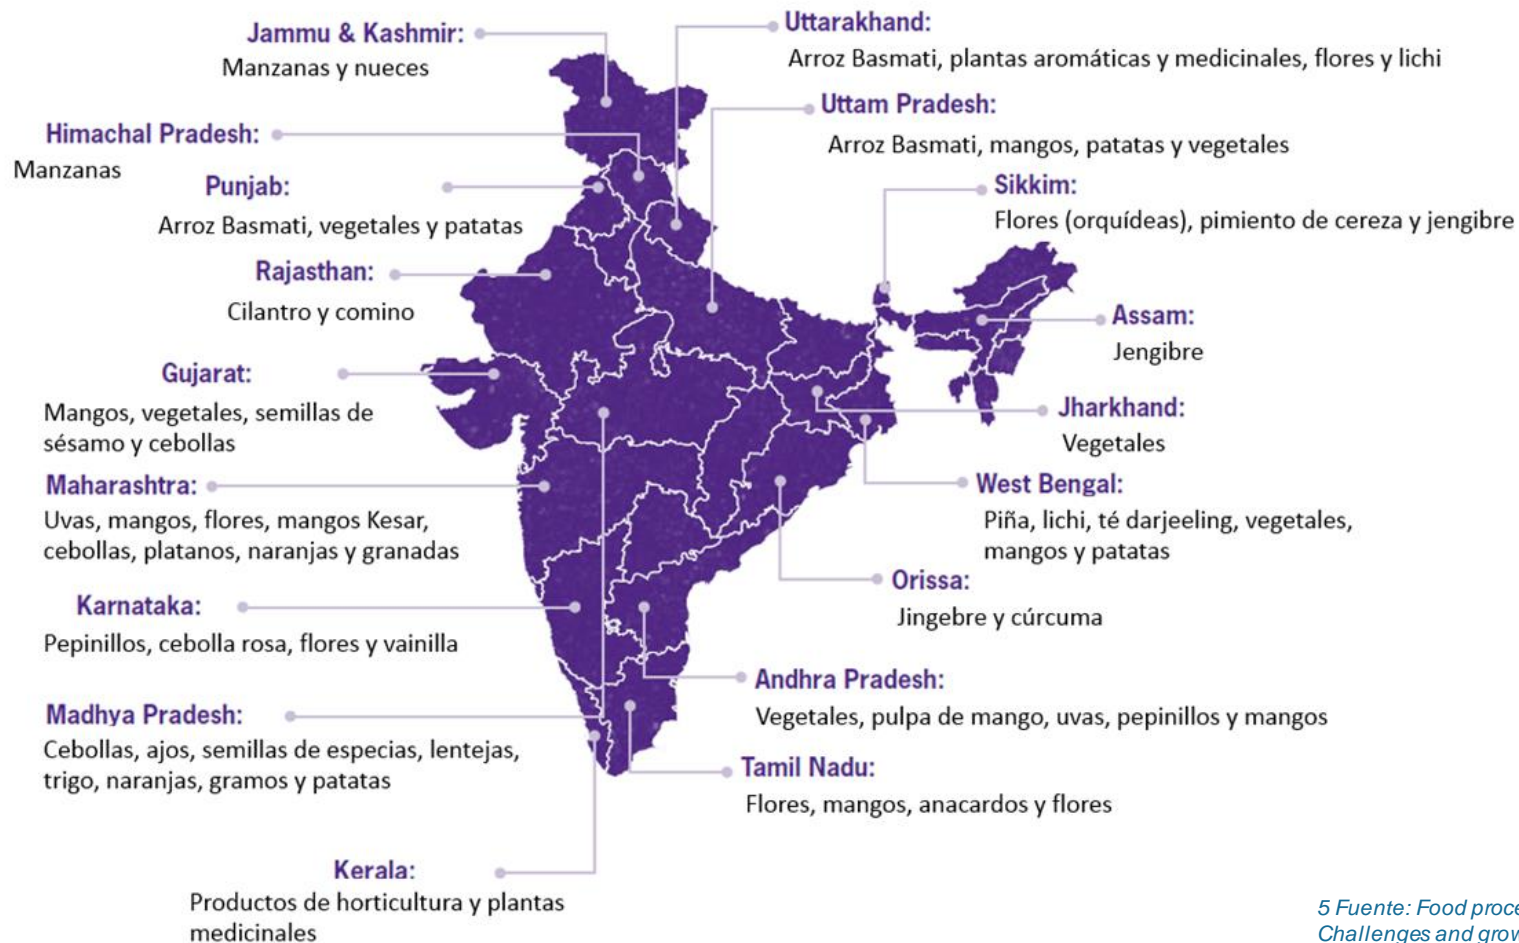 Jammu & Kashmir:
Manzanas y nueces
Himachal Pradesh:
Manzanas
Punjab:
Arroz Basmati, vegetales y patatas
Rajasthan:
Cilantro y comino
Gujarat:
Mangos, vegetales, semillas de
sésamo y cebollas
Maharashtra:
Uvas, mangos, flores, mangos Kesar,
cebollas, platanos, naranjas y granadas
Karnataka:
Pepinillos, cebolla rosa, flores y vainilla
Madhya Pradesh:
Cebollas, ajos, semillas de especias, lentejas,
trigo, naranjas, gramos y patatas
Kerala:
Productos de horticultura y plantas
medicinales
Uttarakhand:
Arroz Basmati, plantas aromáticas y medicinales, flores y lichi
Uttam Pradesh:
Arroz Basmati, mangos, patatas y vegetales
Sikkim:
Flores (orquídeas), pimiento de cereza y jengibre
Assam:
Jengibre
Jharkhand:
Vegetales
West Bengal:
Piña, lichi, té darjeeling, vegetales,
mangos y patatas
Orissa:
Jingebre y cúrcuma
Andhra Pradesh:
Vegetales, pulpa de mango, uvas, pepinillos y mangos
Tamil Nadu:
Flores, mangos, anacardos y flores
5 Fuente: Food proce
Challenges and grow